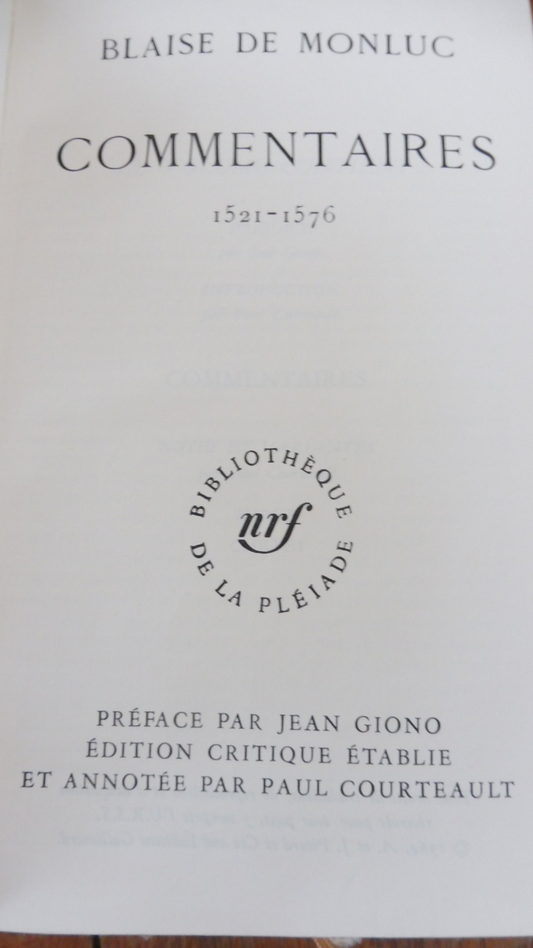 BLAISE DE MONLUC
COMMENTAIRES
1521-1576
BIBLIOTHÈQUE
nrf
DE LA PLÉIADE
PRÉFACE PAR JEAN GIONO
ÉDITION CRITIQUE ÉTABLIE
ET ANNOTÉE PAR PAUL COURTEAULT